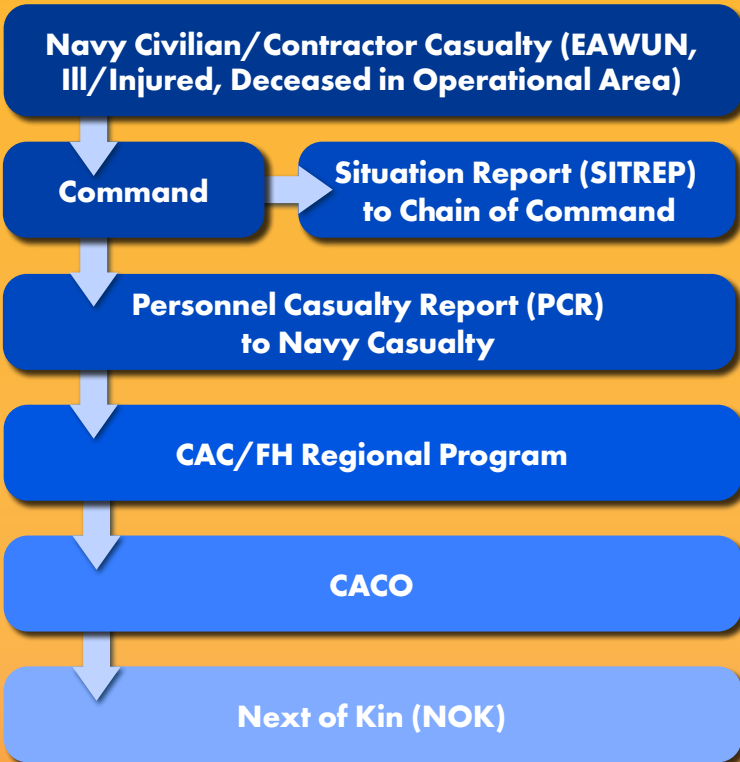 Navy Civilian/Contractor Casualty (EAWUN,
Ill/Injured, Deceased in Operational Area)
Command
Situation Report (SITREP)
to Chain of Command
Personnel Casualty Report (PCR)
to Navy Casualty
CAC/FH Regional Program
CACO
Next of Kin (NOK)